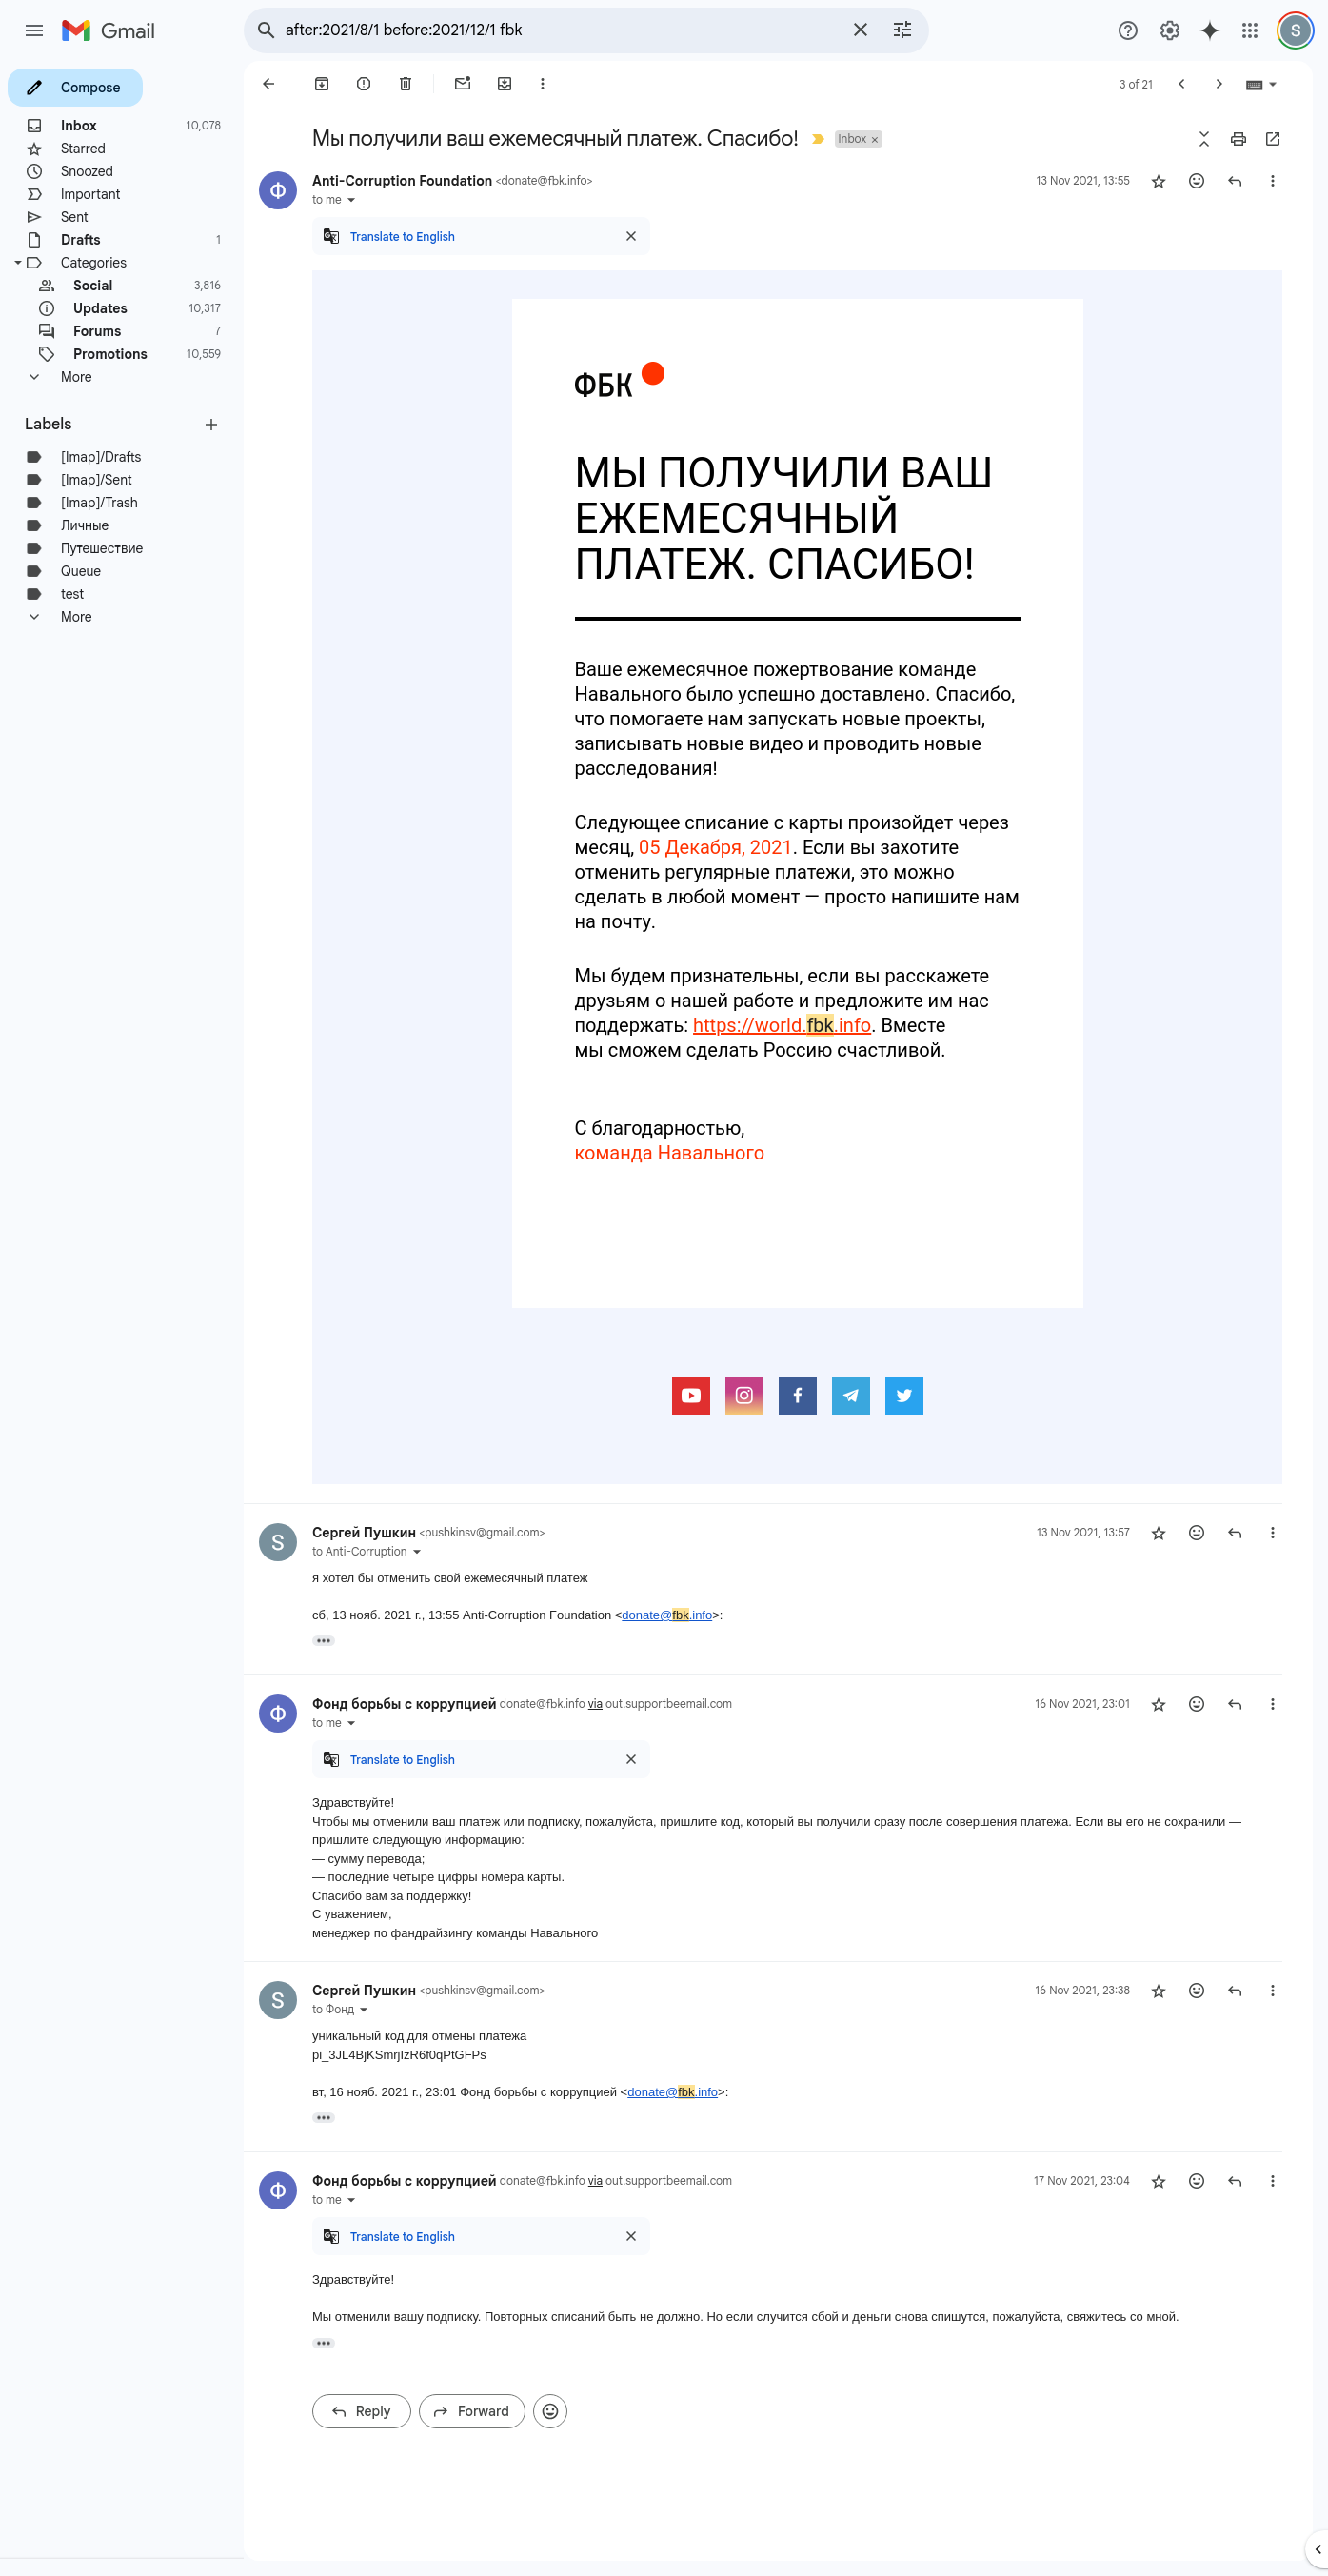 Gmail
after:2021/8/1 before:2021/12/1 fbk
S
Compose
Inbox 10,078
Starred
Snoozed
Important
Sent
Drafts 1
Categories
Social 3,816
Updates 10,317
Forums 7
Promotions 10,559
More
Labels
[Imap]/Drafts
[Imap]/Sent
[Imap]/Trash
Личные
Путешествие
Queue
test
More
3 of 21
Мы получили ваш ежемесячный платеж. Спасибо! Inbox ×
Ф
Anti-Corruption Foundation <donate@fbk.info> 13 Nov 2021, 13:55
to me
Translate to English
ФБК
МЫ ПОЛУЧИЛИ ВАШ
ЕЖЕМЕСЯЧНЫЙ
ПЛАТЕЖ. СПАСИБО!
Ваше ежемесячное пожертвование команде
Навального было успешно доставлено. Спасибо,
что помогаете нам запускать новые проекты,
записывать новые видео и проводить новые
расследования!
Следующее списание с карты произойдет через
месяц, 05 Декабря, 2021. Если вы захотите
отменить регулярные платежи, это можно
сделать в любой момент — просто напишите нам
на почту.
Мы будем признательны, если вы расскажете
друзьям о нашей работе и предложите им нас
поддержать: https://world.fbk.info. Вместе
мы сможем сделать Россию счастливой.
С благодарностью,
команда Навального
S
Сергей Пушкин <pushkinsv@gmail.com> 13 Nov 2021, 13:57
to Anti-Corruption
я хотел бы отменить свой ежемесячный платеж
сб, 13 нояб. 2021 г., 13:55 Anti-Corruption Foundation <donate@fbk.info>:
Ф
Фонд борьбы с коррупцией donate@fbk.info via out.supportbeemail.com 16 Nov 2021, 23:01
to me
Translate to English
Здравствуйте!
Чтобы мы отменили ваш платеж или подписку, пожалуйста, пришлите код, который вы получили сразу после совершения платежа. Если вы его не сохранили —
пришлите следующую информацию:
— сумму перевода;
— последние четыре цифры номера карты.
Спасибо вам за поддержку!
С уважением,
менеджер по фандрайзингу команды Навального
S
Сергей Пушкин <pushkinsv@gmail.com> 16 Nov 2021, 23:38
to Фонд
уникальный код для отмены платежа
pi_3JL4BjKSmrjIzR6f0qPtGFPs
вт, 16 нояб. 2021 г., 23:01 Фонд борьбы с коррупцией <donate@fbk.info>:
Ф
Фонд борьбы с коррупцией donate@fbk.info via out.supportbeemail.com 17 Nov 2021, 23:04
to me
Translate to English
Здравствуйте!
Мы отменили вашу подписку. Повторных списаний быть не должно. Но если случится сбой и деньги снова спишутся, пожалуйста, свяжитесь со мной.
Reply Forward